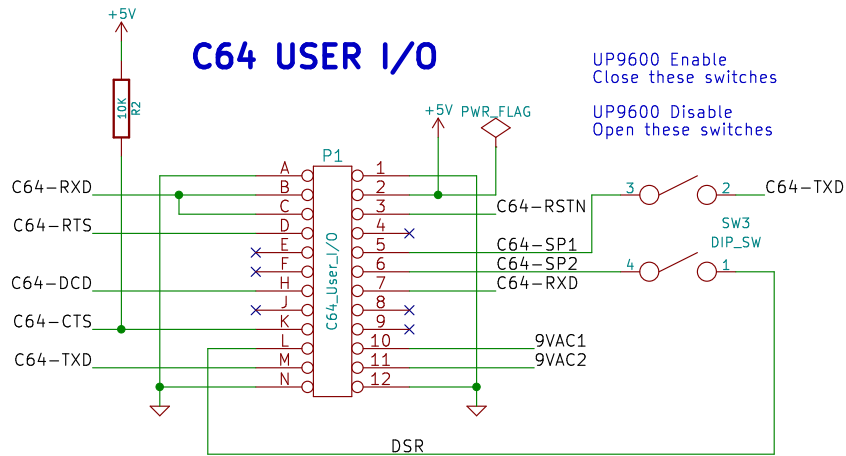 +5V
C64 USER I/O
UP9600 Enable
Close these switches
UP9600 Disable
Open these switches
10K
R2
+5V
PWR_FLAG
P1
C64_User_I/O
A
B
C
D
E
F
H
J
K
L
M
N
1
2
3
4
5
6
7
8
9
10
11
12
C64-RXD
C64-RTS
C64-DCD
C64-CTS
C64-TXD
C64-RSTN
C64-SP1
C64-SP2
C64-RXD
9VAC1
9VAC2
3
2
C64-TXD
SW3
DIP_SW
4
1
DSR